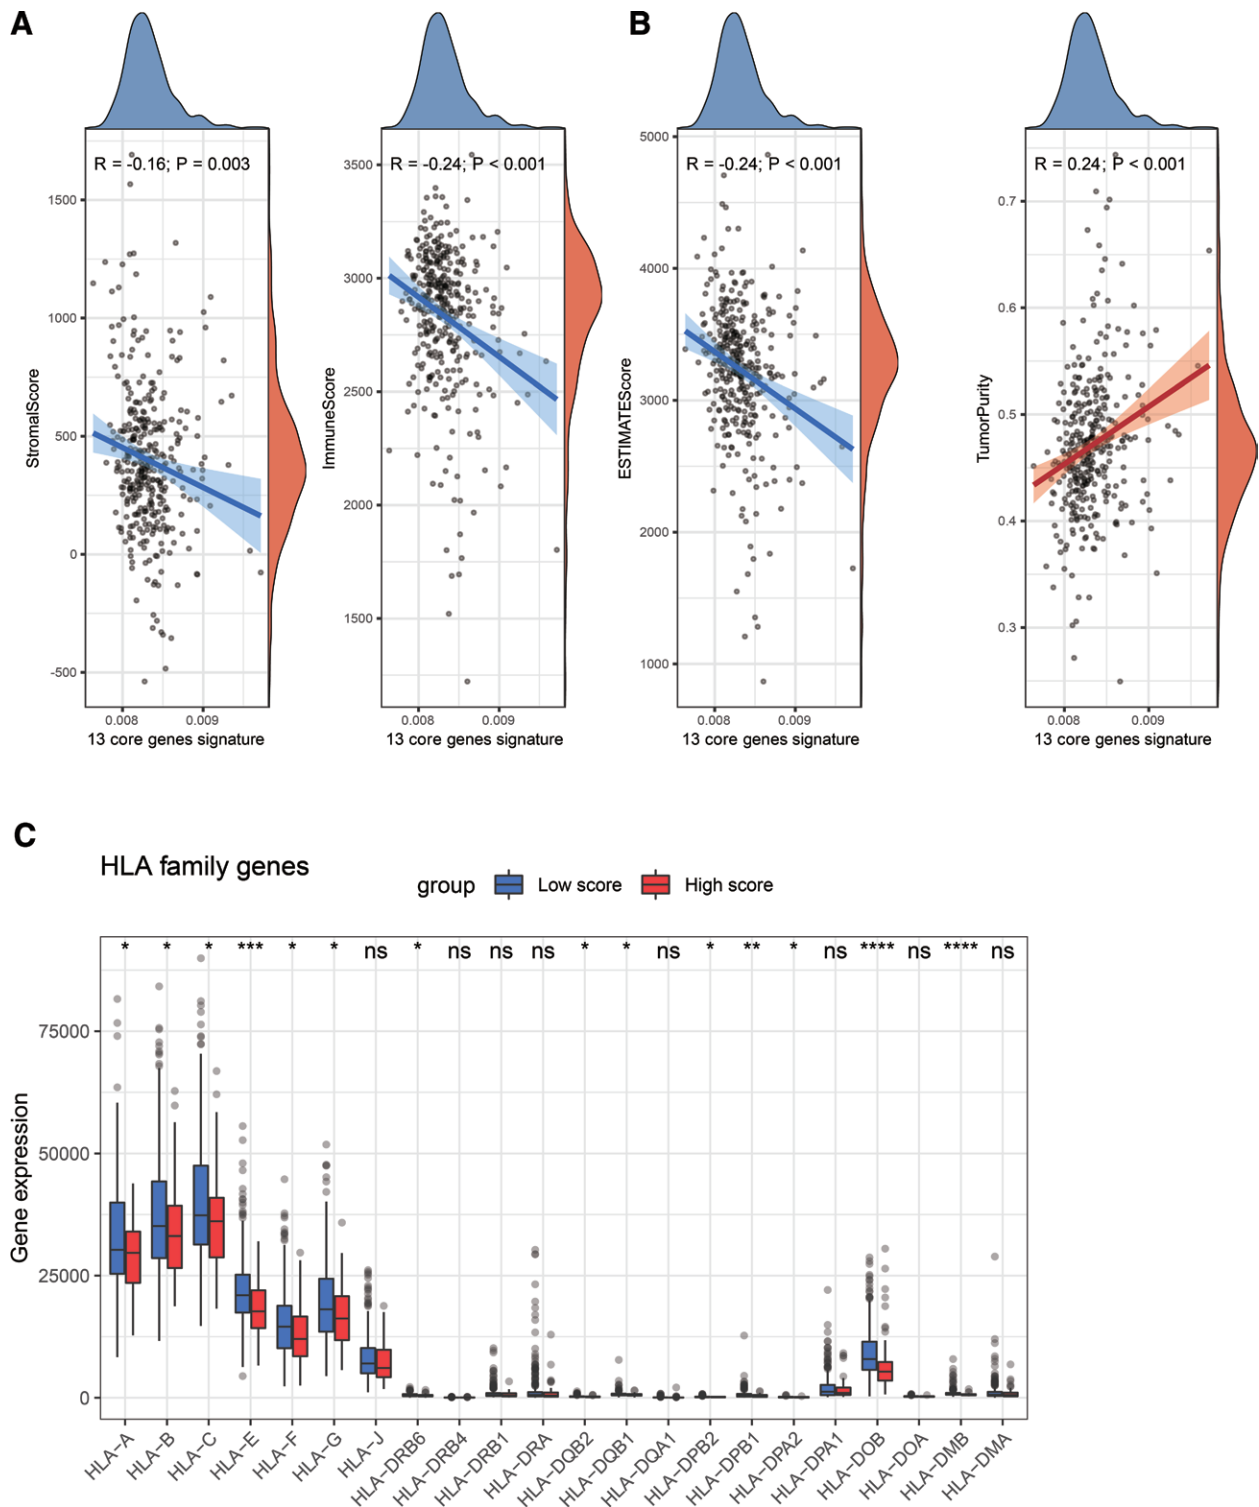 A
B
R = -0.16; P = 0.003
R = -0.24; P < 0.001
R = -0.24; P < 0.001
R = 0.24; P < 0.001
StromalScore
1500
1000
500
0
-500
0.008 0.009
13 core genes signature
ImmuneScore
3500
3000
2500
2000
1500
0.008 0.009
13 core genes signature
ESTIMATEScore
5000
4000
3000
2000
1000
0.008 0.009
13 core genes signature
TumorPurity
0.7
0.6
0.5
0.4
0.3
0.008 0.009
13 core genes signature
C
HLA family genes
group Low score High score
* * * *** * * ns * ns ns ns * * ns * ** * ns **** ns **** ns
Gene expression
75000
50000
25000
0
HLA-A
HLA-B
HLA-C
HLA-E
HLA-F
HLA-G
HLA-J
HLA-DRB6
HLA-DRB4
HLA-DRB1
HLA-DRA
HLA-DQB2
HLA-DQB1
HLA-DQA1
HLA-DPB2
HLA-DPB1
HLA-DPA2
HLA-DPA1
HLA-DOB
HLA-DOA
HLA-DMB
HLA-DMA